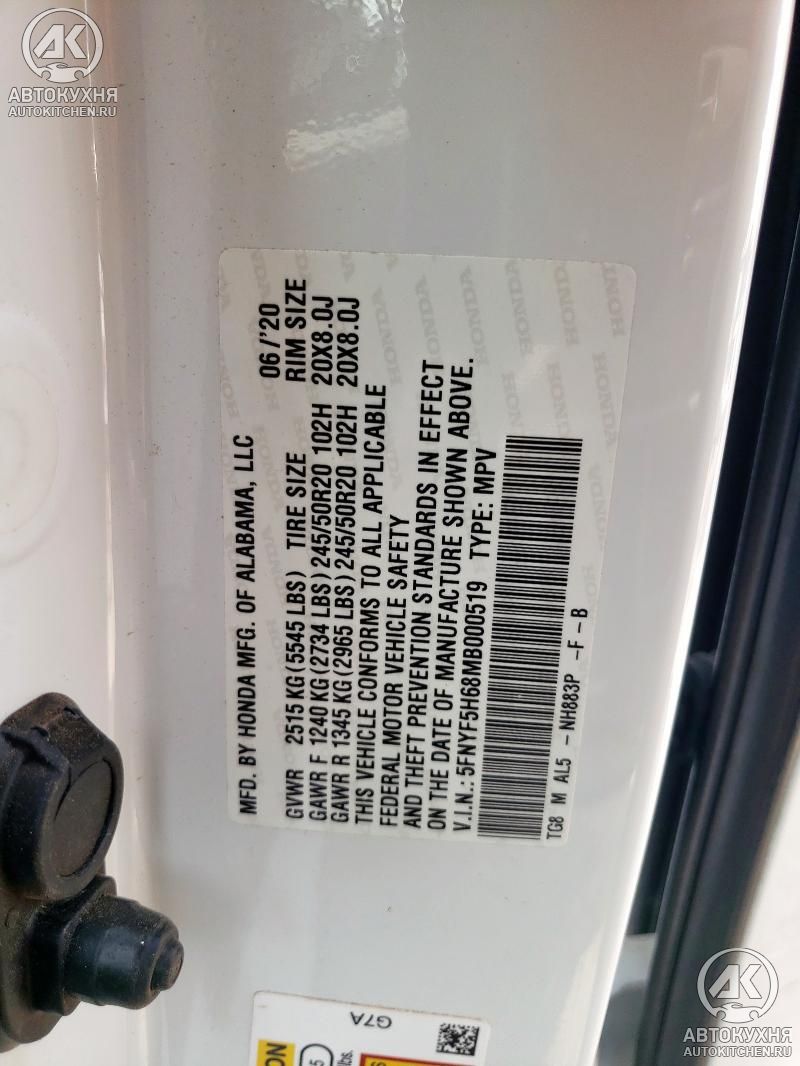 AK
АВТОКУХНЯ
AUTOKITCHEN.RU
MFD. BY HONDA MFG. OF ALABAMA, LLC 06/'20
GVWR 2515 KG(5545 LBS) TIRE SIZE RIM SIZE
GAWR F 1240 KG(2734 LBS)245/50R20 102H 20X8.0J
GAWR R 1345 KG(2965 LBS)245/50R20 102H 20X8.0J
THIS VEHICLE CONFORMS TO ALL APPLICABLE
FEDERAL MOTOR VEHICLE SAFETY
AND THEFT PREVENTION STANDARDS IN EFFECT
ON THE DATE OF MANUFACTURE SHOWN ABOVE.
V.I.N.: 5FNYF5H68MB000519 TYPE: MPV
TG8 M AL5 - NH883P - F - B
HONDA
G7A
AK
АВТОКУХНЯ
AUTOKITCHEN.RU